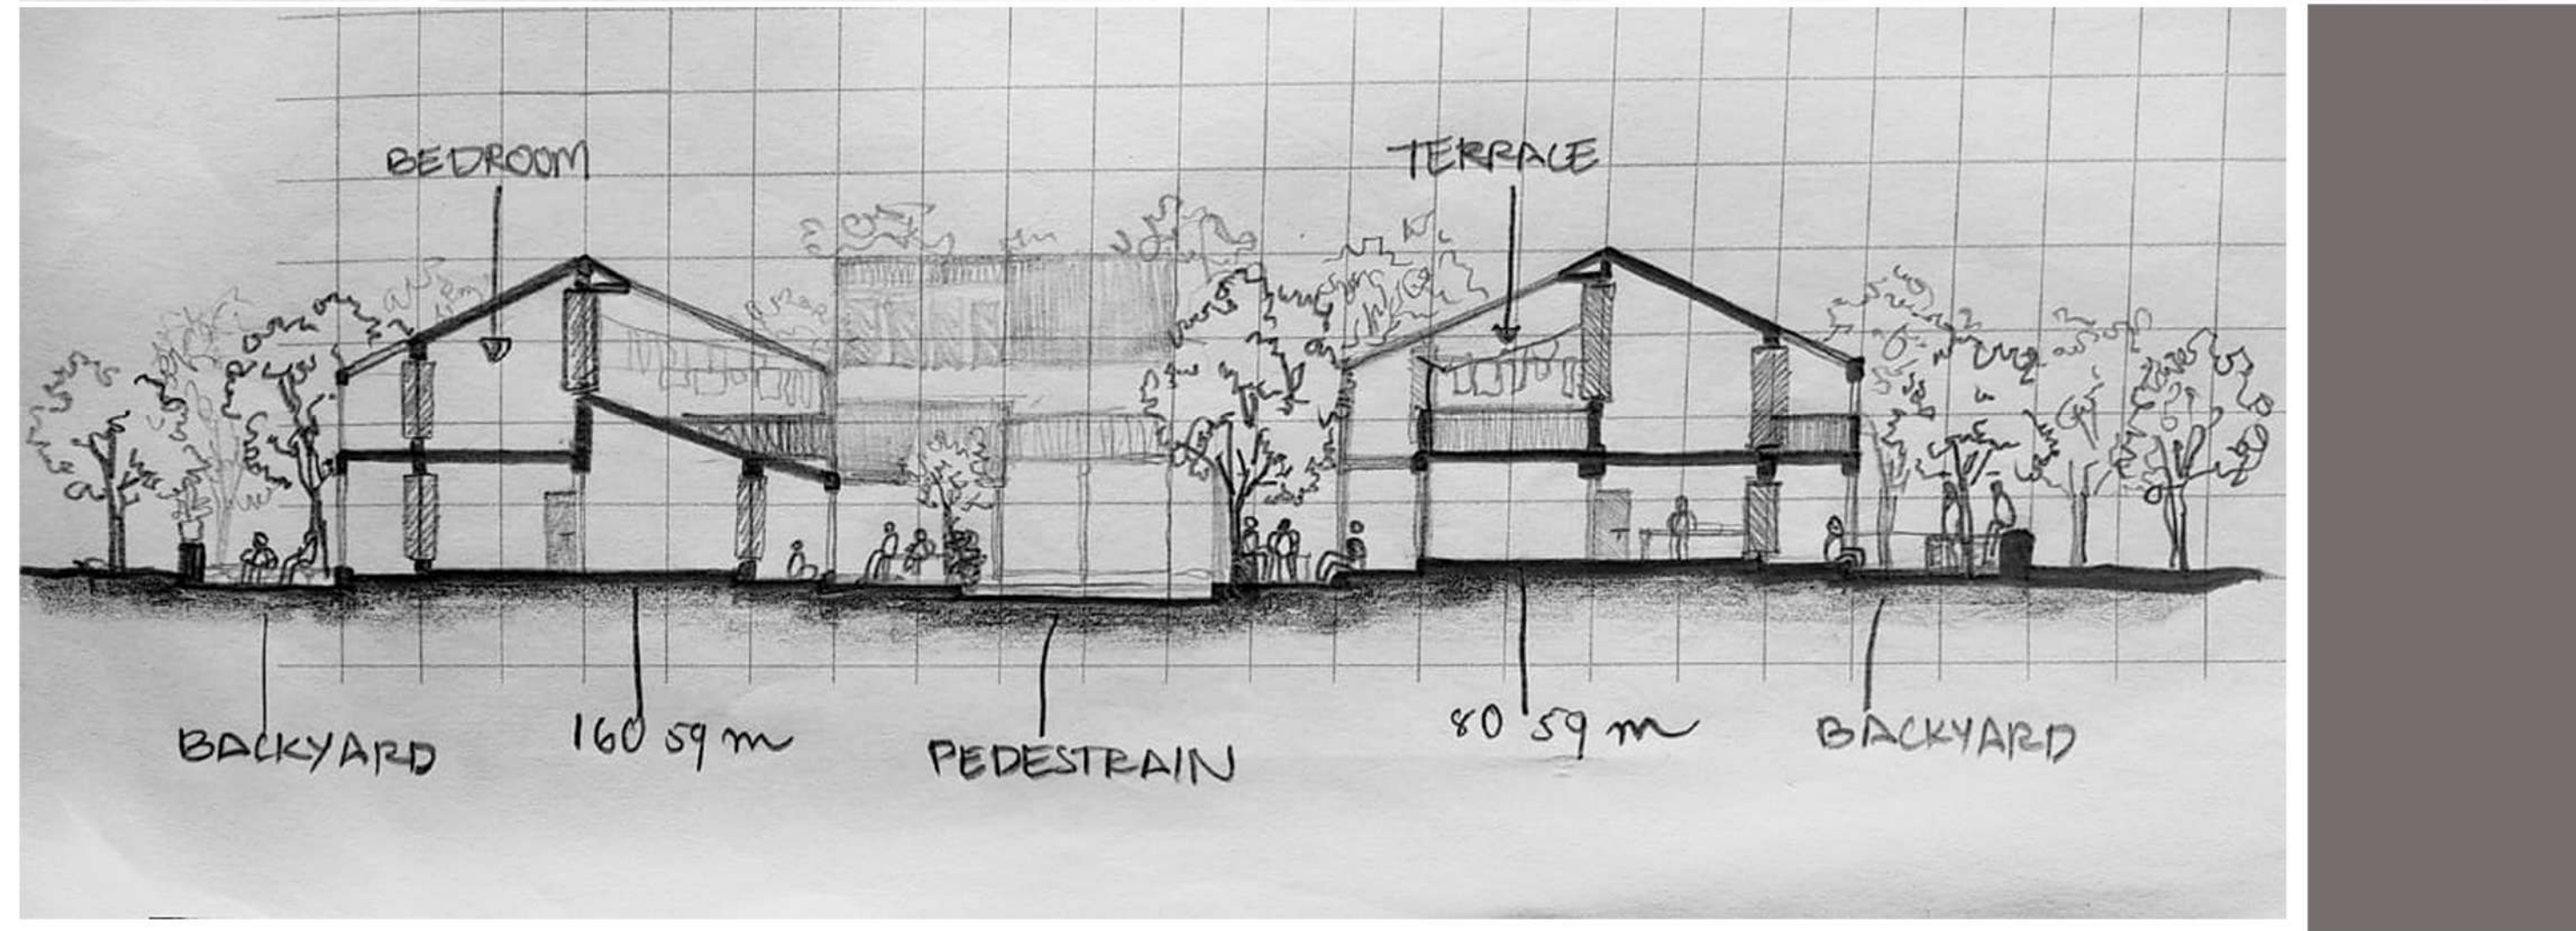 BEDROOM
TERRACE
BACKYARD
160 sq m
PEDESTRAIN
80 sq m
BACKYARD